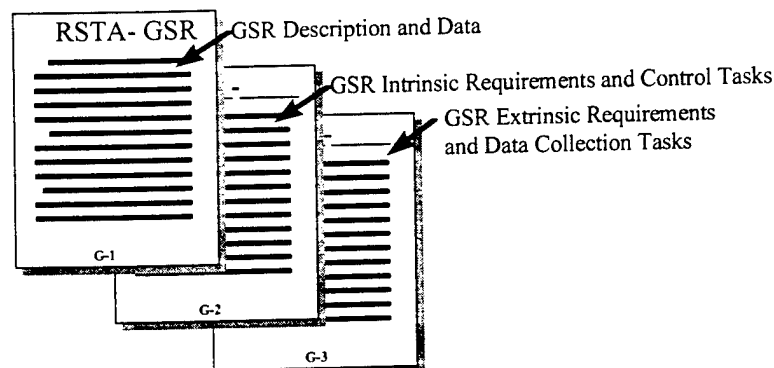 RSTA- GSR
GSR Description and Data
GSR Intrinsic Requirements and Control Tasks
GSR Extrinsic Requirements
and Data Collection Tasks
G-1
G-2
G-3